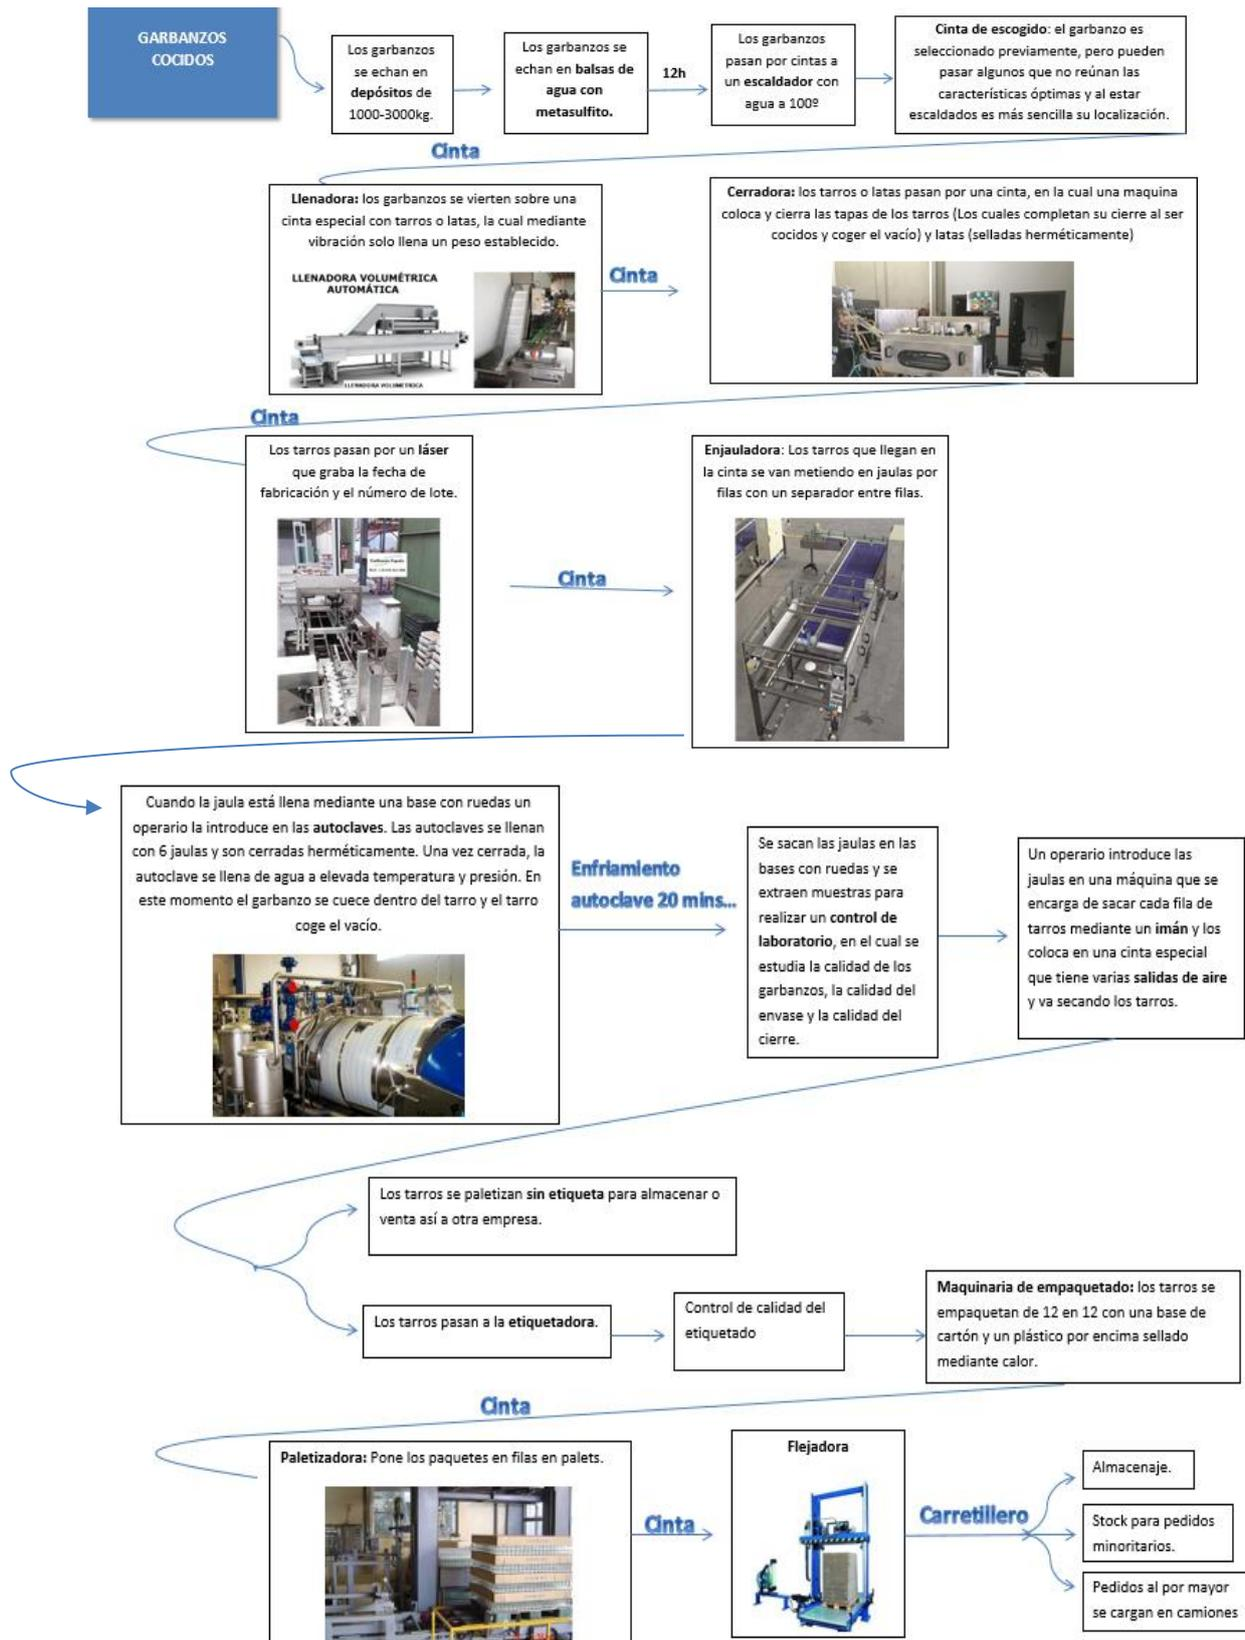 GARBANZOS
COCIDOS
Los garbanzos
se echan en
depósitos de
1000-3000kg.
Los garbanzos se
echan en balsas de
agua con
metasulfito.
12h
Los garbanzos
pasan por cintas a
un escaldador con
agua a 100º
Cinta de escogido: el garbanzo es
seleccionado previamente, pero pueden
pasar algunos que no reúnan las
características óptimas y al estar
escaldados es más sencilla su localización.
Cinta
Llenadora: los garbanzos se vierten sobre una
cinta especial con tarros o latas, la cual mediante
vibración solo llena un peso establecido.
LLENADORA VOLUMÉTRICA
AUTOMÁTICA
LLENADORA VOLUMETRICA
Cinta
Cerradora: los tarros o latas pasan por una cinta, en la cual una maquina
coloca y cierra las tapas de los tarros (Los cuales completan su cierre al ser
cocidos y coger el vacío) y latas (selladas herméticamente)
Cinta
Los tarros pasan por un láser
que graba la fecha de
fabricación y el número de lote.
Cinta
Enjauladora: Los tarros que llegan en
la cinta se van metiendo en jaulas por
filas con un separador entre filas.
Cuando la jaula está llena mediante una base con ruedas un
operario la introduce en las autoclaves. Las autoclaves se llenan
con 6 jaulas y son cerradas herméticamente. Una vez cerrada, la
autoclave se llena de agua a elevada temperatura y presión. En
este momento el garbanzo se cuece dentro del tarro y el tarro
coge el vacío.
Enfriamiento
autoclave 20 mins...
Se sacan las jaulas en las
bases con ruedas y se
extraen muestras para
realizar un control de
laboratorio, en el cual se
estudia la calidad de los
garbanzos, la calidad del
envase y la calidad del
cierre.
Un operario introduce las
jaulas en una máquina que se
encarga de sacar cada fila de
tarros mediante un imán y los
coloca en una cinta especial
que tiene varias salidas de aire
y va secando los tarros.
Los tarros se paletizan sin etiqueta para almacenar o
venta así a otra empresa.
Los tarros pasan a la etiquetadora.
Control de calidad del
etiquetado
Maquinaria de empaquetado: los tarros se
empaquetan de 12 en 12 con una base de
cartón y un plástico por encima sellado
mediante calor.
Cinta
Paletizadora: Pone los paquetes en filas en palets.
Cinta
Flejadora
Carretillero
Almacenaje.
Stock para pedidos
minoritarios.
Pedidos al por mayor
se cargan en camiones